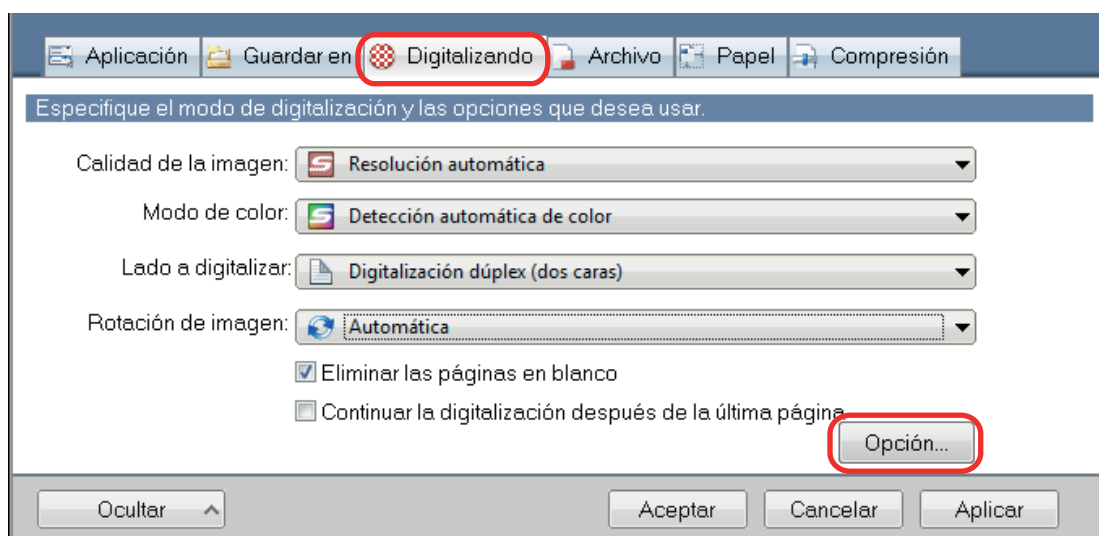 Aplicación Guardar en Digitalizando Archivo Papel Compresión
Especifique el modo de digitalización y las opciones que desea usar.
Calidad de la imagen: Resolución automática
Modo de color: Detección automática de color
Lado a digitalizar: Digitalización dúplex (dos caras)
Rotación de imagen: Automática
Eliminar las páginas en blanco
Continuar la digitalización después de la última página
Opción...
Ocultar Aceptar Cancelar Aplicar